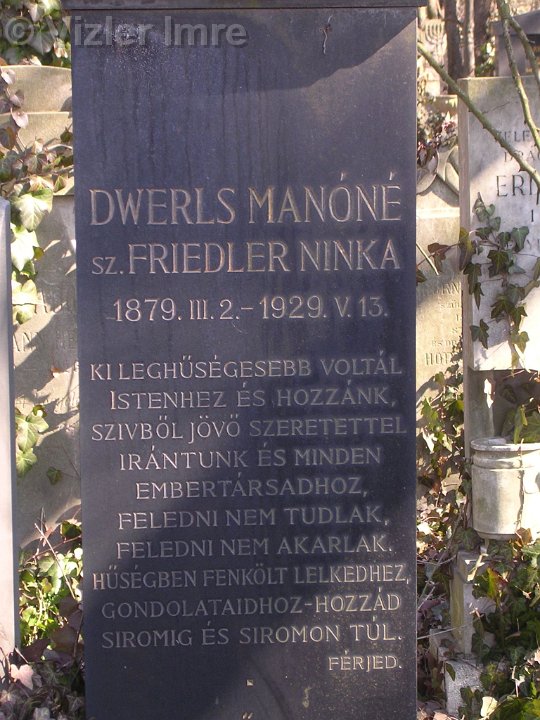 © Vizler Imre
DWERLS MANÓNÉ
SZ. FRIEDLER NINKA
1879. III. 2.-1929. V. 13.
KI LEGHŰSÉGESEBB VOLTÁL
ISTENHEZ ÉS HOZZÁNK,
SZIVBŐL JÖVŐ SZERETETTEL
IRÁNTUNK ÉS MINDEN
EMBERTÁRSADHOZ,
FELEDNI NEM TUDLAK,
FELEDNI NEM AKARLAK.
HŰSÉGBEN FENKÖLT LELKEDHEZ,
GONDOLATAIDHOZ-HOZZÁD
SIROMIG ÉS SIROMON TÚL.
FÉRJED.